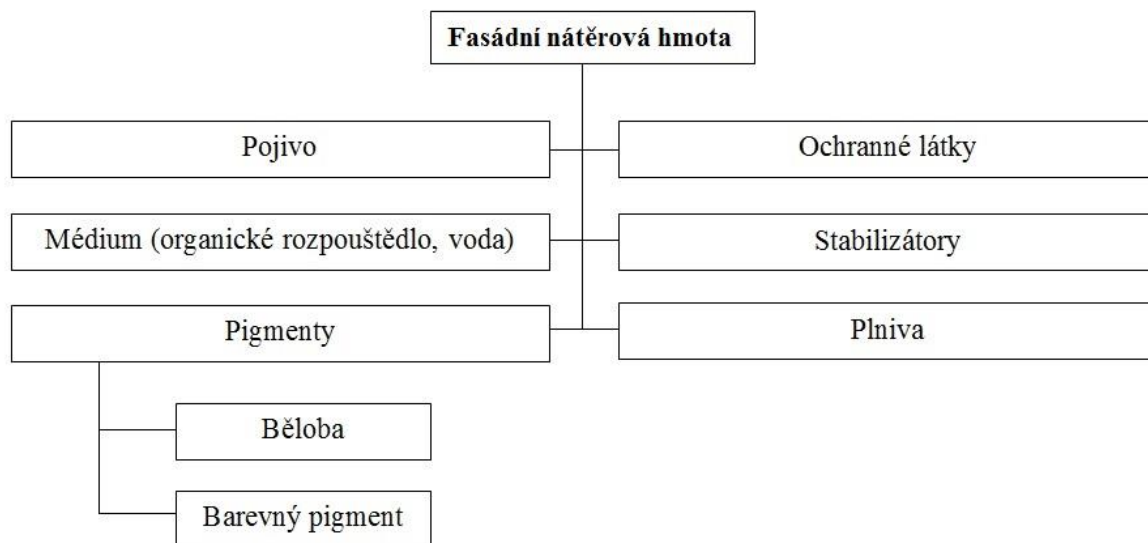 Fasádní nátěrová hmota
Pojivo
Ochranné látky
Médium (organické rozpouštědlo, voda)
Stabilizátory
Pigmenty
Plniva
Běloba
Barevný pigment